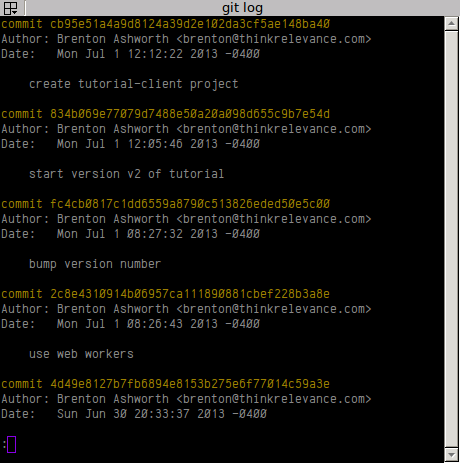 git log
commit cb95e51a4a9d8124a39d2e102da3cf5ae148ba40
Author: Brenton Ashworth <brenton@thinkrelevance.com>
Date:   Mon Jul 1 12:12:22 2013 -0400
create tutorial-client project
commit 834b069e77079d7488e50a20a098d655c9b7e54d
Author: Brenton Ashworth <brenton@thinkrelevance.com>
Date:   Mon Jul 1 12:05:46 2013 -0400
start version v2 of tutorial
commit fc4cb0817c1dd6559a8790c513826eded50e5c00
Author: Brenton Ashworth <brenton@thinkrelevance.com>
Date:   Mon Jul 1 08:27:32 2013 -0400
bump version number
commit 2c8e4310914b06957ca111890881cbef228b3a8e
Author: Brenton Ashworth <brenton@thinkrelevance.com>
Date:   Mon Jul 1 08:26:43 2013 -0400
use web workers
commit 4d49e8127b7fb6894e8153b275e6f77014c59a3e
Author: Brenton Ashworth <brenton@thinkrelevance.com>
Date:   Sun Jun 30 20:33:37 2013 -0400
: